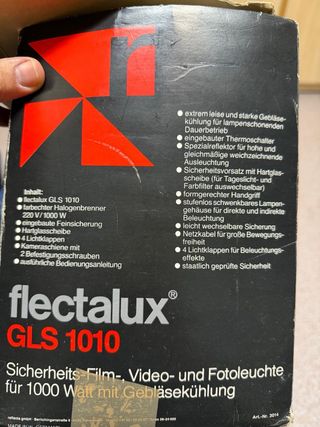 ● extrem leise und starke Gebläse-
kühlung für lampenschonenden
Dauerbetrieb
● eingebauter Thermoschalter
● Spezialreflektor für hohe und
gleichmäßige weichzeichnende
Ausleuchtung
● Sicherheitsvorsatz mit Hartglas-
scheibe (für Tageslicht- und
Farbfilter auswechselbar)
● formgerechter Handgriff
● stufenlos schwenkbares Lampen-
gehäuse für direkte und indirekte
Beleuchtung
● leicht wechselbare Sicherung
● Netzkabel für große Bewegungs-
freiheit
● 4 Lichtklappen für Beleuchtungs-
effekte
● staatlich geprüfte Sicherheit
Inhalt:
● flectalux GLS 1010
● farbechter Halogenbrenner
220 V/1000 W
● eingebaute Feinsicherung
● Hartglasscheibe
● 4 Lichtklappen
● Kameraschiene mit
2 Befestigungsschrauben
● ausführliche Bedienungsanleitung
flectalux®
GLS 1010
Sicherheits-Film-, Video- und Fotoleuchte
für 1000 Watt mit Gebläsekühlung
Art.-Nr. 2014